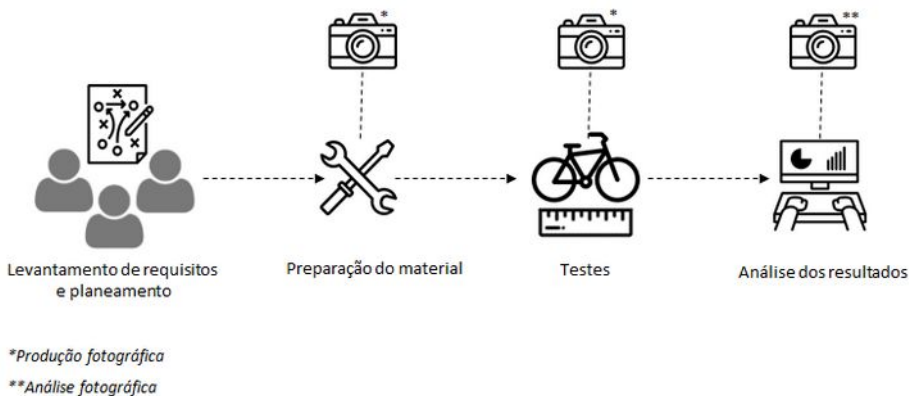 *
*
**
Levantamento de requisitos
e planeamento
Preparação do material
Testes
Análise dos resultados
*Produção fotográfica
**Análise fotográfica